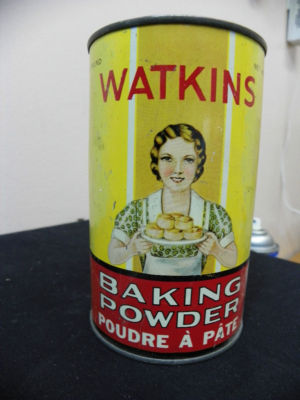 WATKINS
BAKING
POWDER
POUDRE À PÂTE